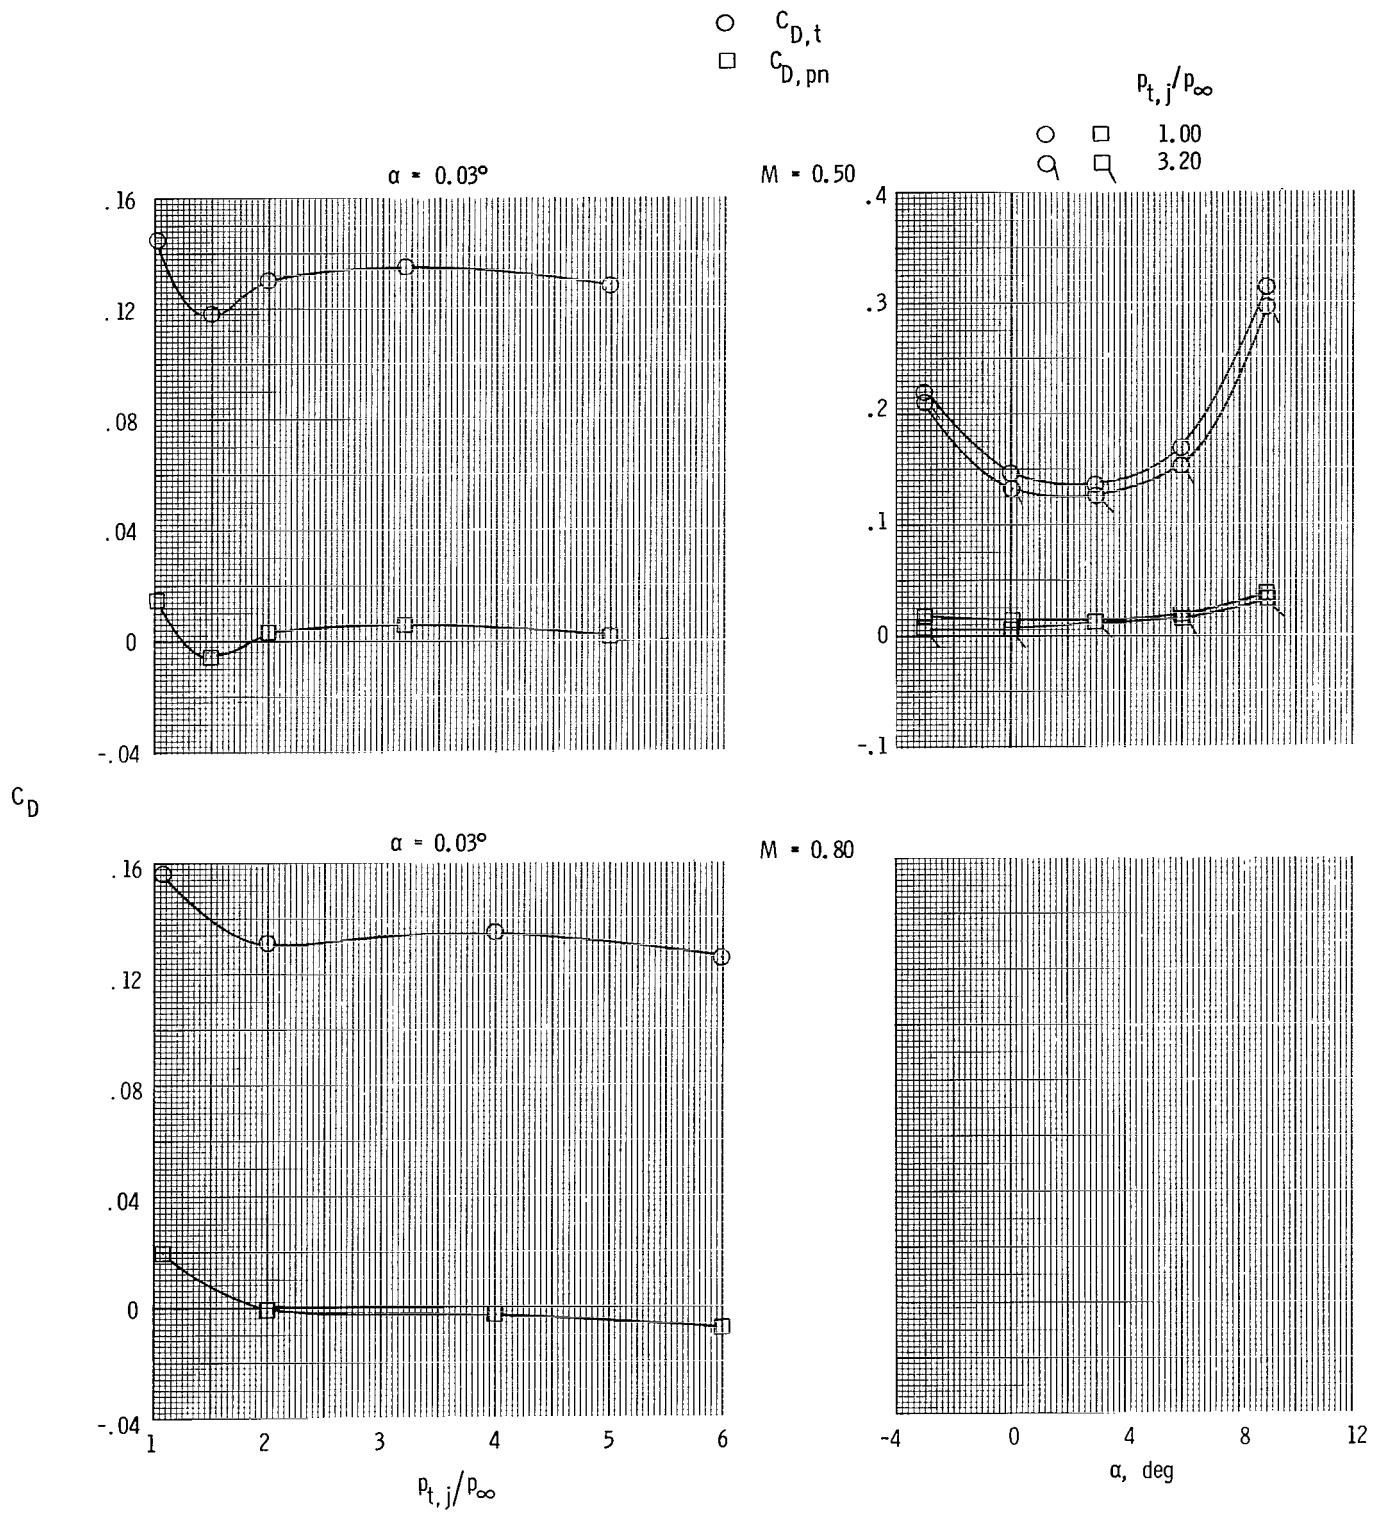 C_D,t
C_D,pn
p_t,j/p_∞
1.00
3.20
α = 0.03°
M = 0.50
.16
.12
.08
.04
0
-.04
.4
.3
.2
.1
0
-.1
C_D
α = 0.03°
M = 0.80
.16
.12
.08
.04
0
-.04
1 2 3 4 5 6
p_t,j/p_∞
-4 0 4 8 12
α, deg